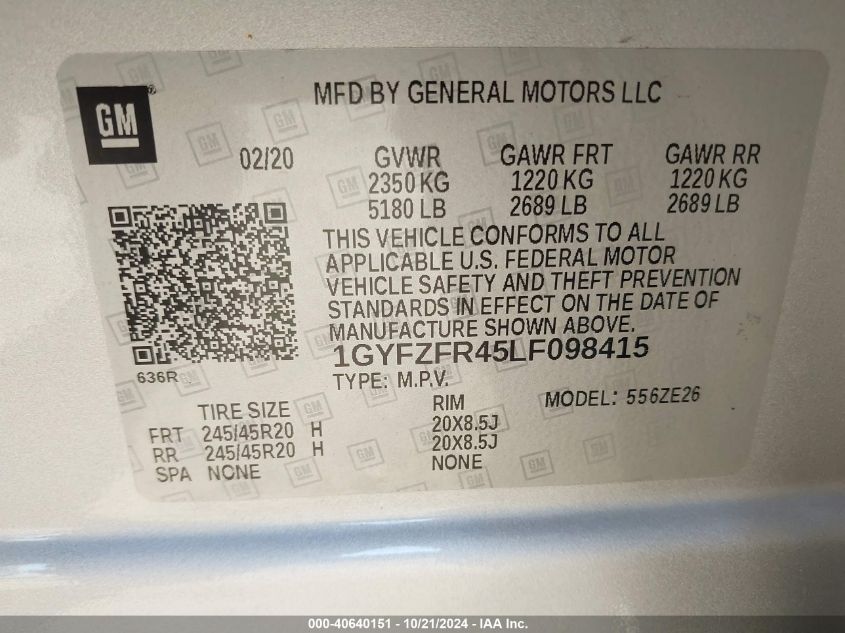 GM
®
MFD BY GENERAL MOTORS LLC
02/20 GVWR GAWR FRT GAWR RR
2350 KG 1220 KG 1220 KG
5180 LB 2689 LB 2689 LB
THIS VEHICLE CONFORMS TO ALL
APPLICABLE U.S. FEDERAL MOTOR
VEHICLE SAFETY AND THEFT PREVENTION
STANDARDS IN EFFECT ON THE DATE OF
MANUFACTURE SHOWN ABOVE.
1GYFZFR45LF098415
636R
TYPE: M.P.V. MODEL: 556ZE26
TIRE SIZE RIM
FRT 245/45R20 H 20X8.5J
RR 245/45R20 H 20X8.5J
SPA NONE NONE
000-40640151 - 10/21/2024 - IAA Inc.